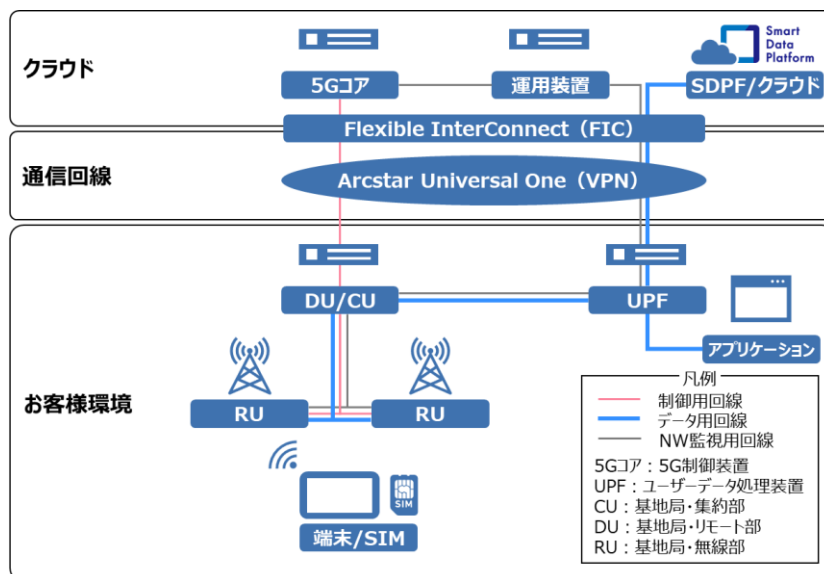 Smart
Data
Platform
クラウド
5Gコア
運用装置
SDPF/クラウド
Flexible InterConnect（FIC）
通信回線
Arcstar Universal One（VPN）
DU/CU
UPF
アプリケーション
お客様環境
RU
RU
SIM
端末/SIM
凡例
制御用回線
データ用回線
NW監視用回線
5Gコア：5G制御装置
UPF：ユーザーデータ処理装置
CU：基地局・集約部
DU：基地局・リモート部
RU：基地局・無線部